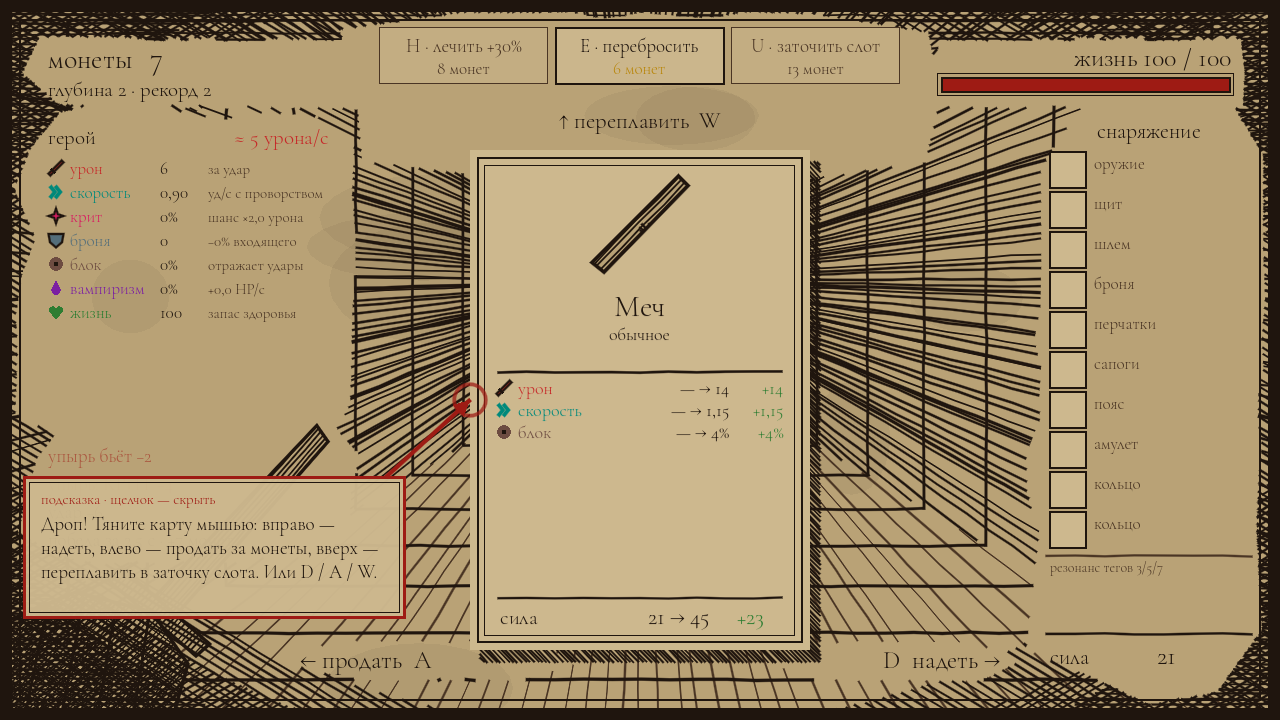 монеты 7
глубина 2 · рекорд 2
H · лечить +30%
8 монет
E · перебросить
6 монет
U · заточить слот
13 монет
жизнь 100 / 100
↑ переплавить W
герой ≈ 5 урона/с
урон 6 за удар
скорость 0,90 уд/с с проворством
крит 0% шанс ×2,0 урона
броня 0 −0% входящего
блок 0% отражает удары
вампиризм 0% +0,0 HP/с
жизнь 100 запас здоровья
упырь бьёт −2
подсказка · щелчок — скрыть
Дроп! Тяните карту мышью: вправо —
надеть, влево — продать за монеты, вверх —
переплавить в заточку слота. Или D / A / W.
Меч
обычное
урон — → 14 +14
скорость — → 1,15 +1,15
блок — → 4% +4%
сила 21 → 45 +23
← продать A
D надеть →
снаряжение
оружие
щит
шлем
броня
перчатки
сапоги
пояс
амулет
кольцо
кольцо
резонанс тегов 3/5/7
сила 21